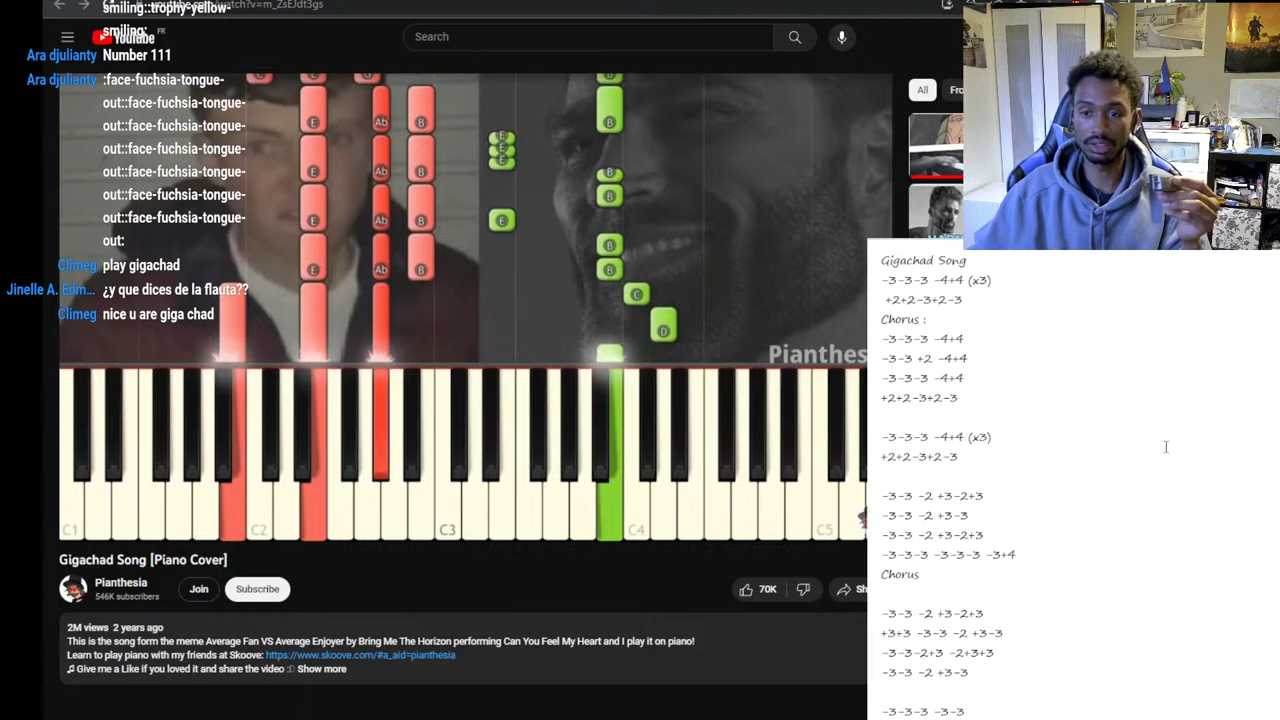 smiling::trophy-yellow-
smiling:
Ara djulianty Number 111
Ara djulianty :face-fuchsia-tongue-
out::face-fuchsia-tongue-
out::face-fuchsia-tongue-
out::face-fuchsia-tongue-
out::face-fuchsia-tongue-
out::face-fuchsia-tongue-
out::face-fuchsia-tongue-
out:
Climeg play gigachad
Jinelle A. Edm... ¿y que dices de la flauta??
Climeg nice u are giga chad
YouTube FR
Search
All
E Ab B B
E
E
E
E Ab B B
B
E Ab B E
B
E Ab B B
C
D
Pianthes
C1 C2 C3 C4 C5
Gigachad Song [Piano Cover]
Pianthesia
546K subscribers
Join
Subscribe
70K
Sh
2M views 2 years ago
This is the song form the meme Average Fan VS Average Enjoyer by Bring Me The Horizon performing Can You Feel My Heart and I play it on piano!
Learn to play piano with my friends at Skoove: https://www.skoove.com/#a_aid=pianthesia
♫ Give me a Like if you loved it and share the video :D Show more
Gigachad Song
-3-3-3 -4+4 (x3)
+2+2-3+2-3
Chorus :
-3-3-3 -4+4
-3-3 +2 -4+4
-3-3-3 -4+4
+2+2-3+2-3
-3-3-3 -4+4 (x3)
+2+2-3+2-3
-3-3 -2 +3-2+3
-3-3 -2 +3-3
-3-3 -2 +3-2+3
-3-3-3 -3-3-3 -3+4
Chorus
-3-3 -2 +3-2+3
+3+3 -3-3 -2 +3-3
-3-3-2+3 -2+3+3
-3-3 -2 +3-3
-3-3-3 -3-3